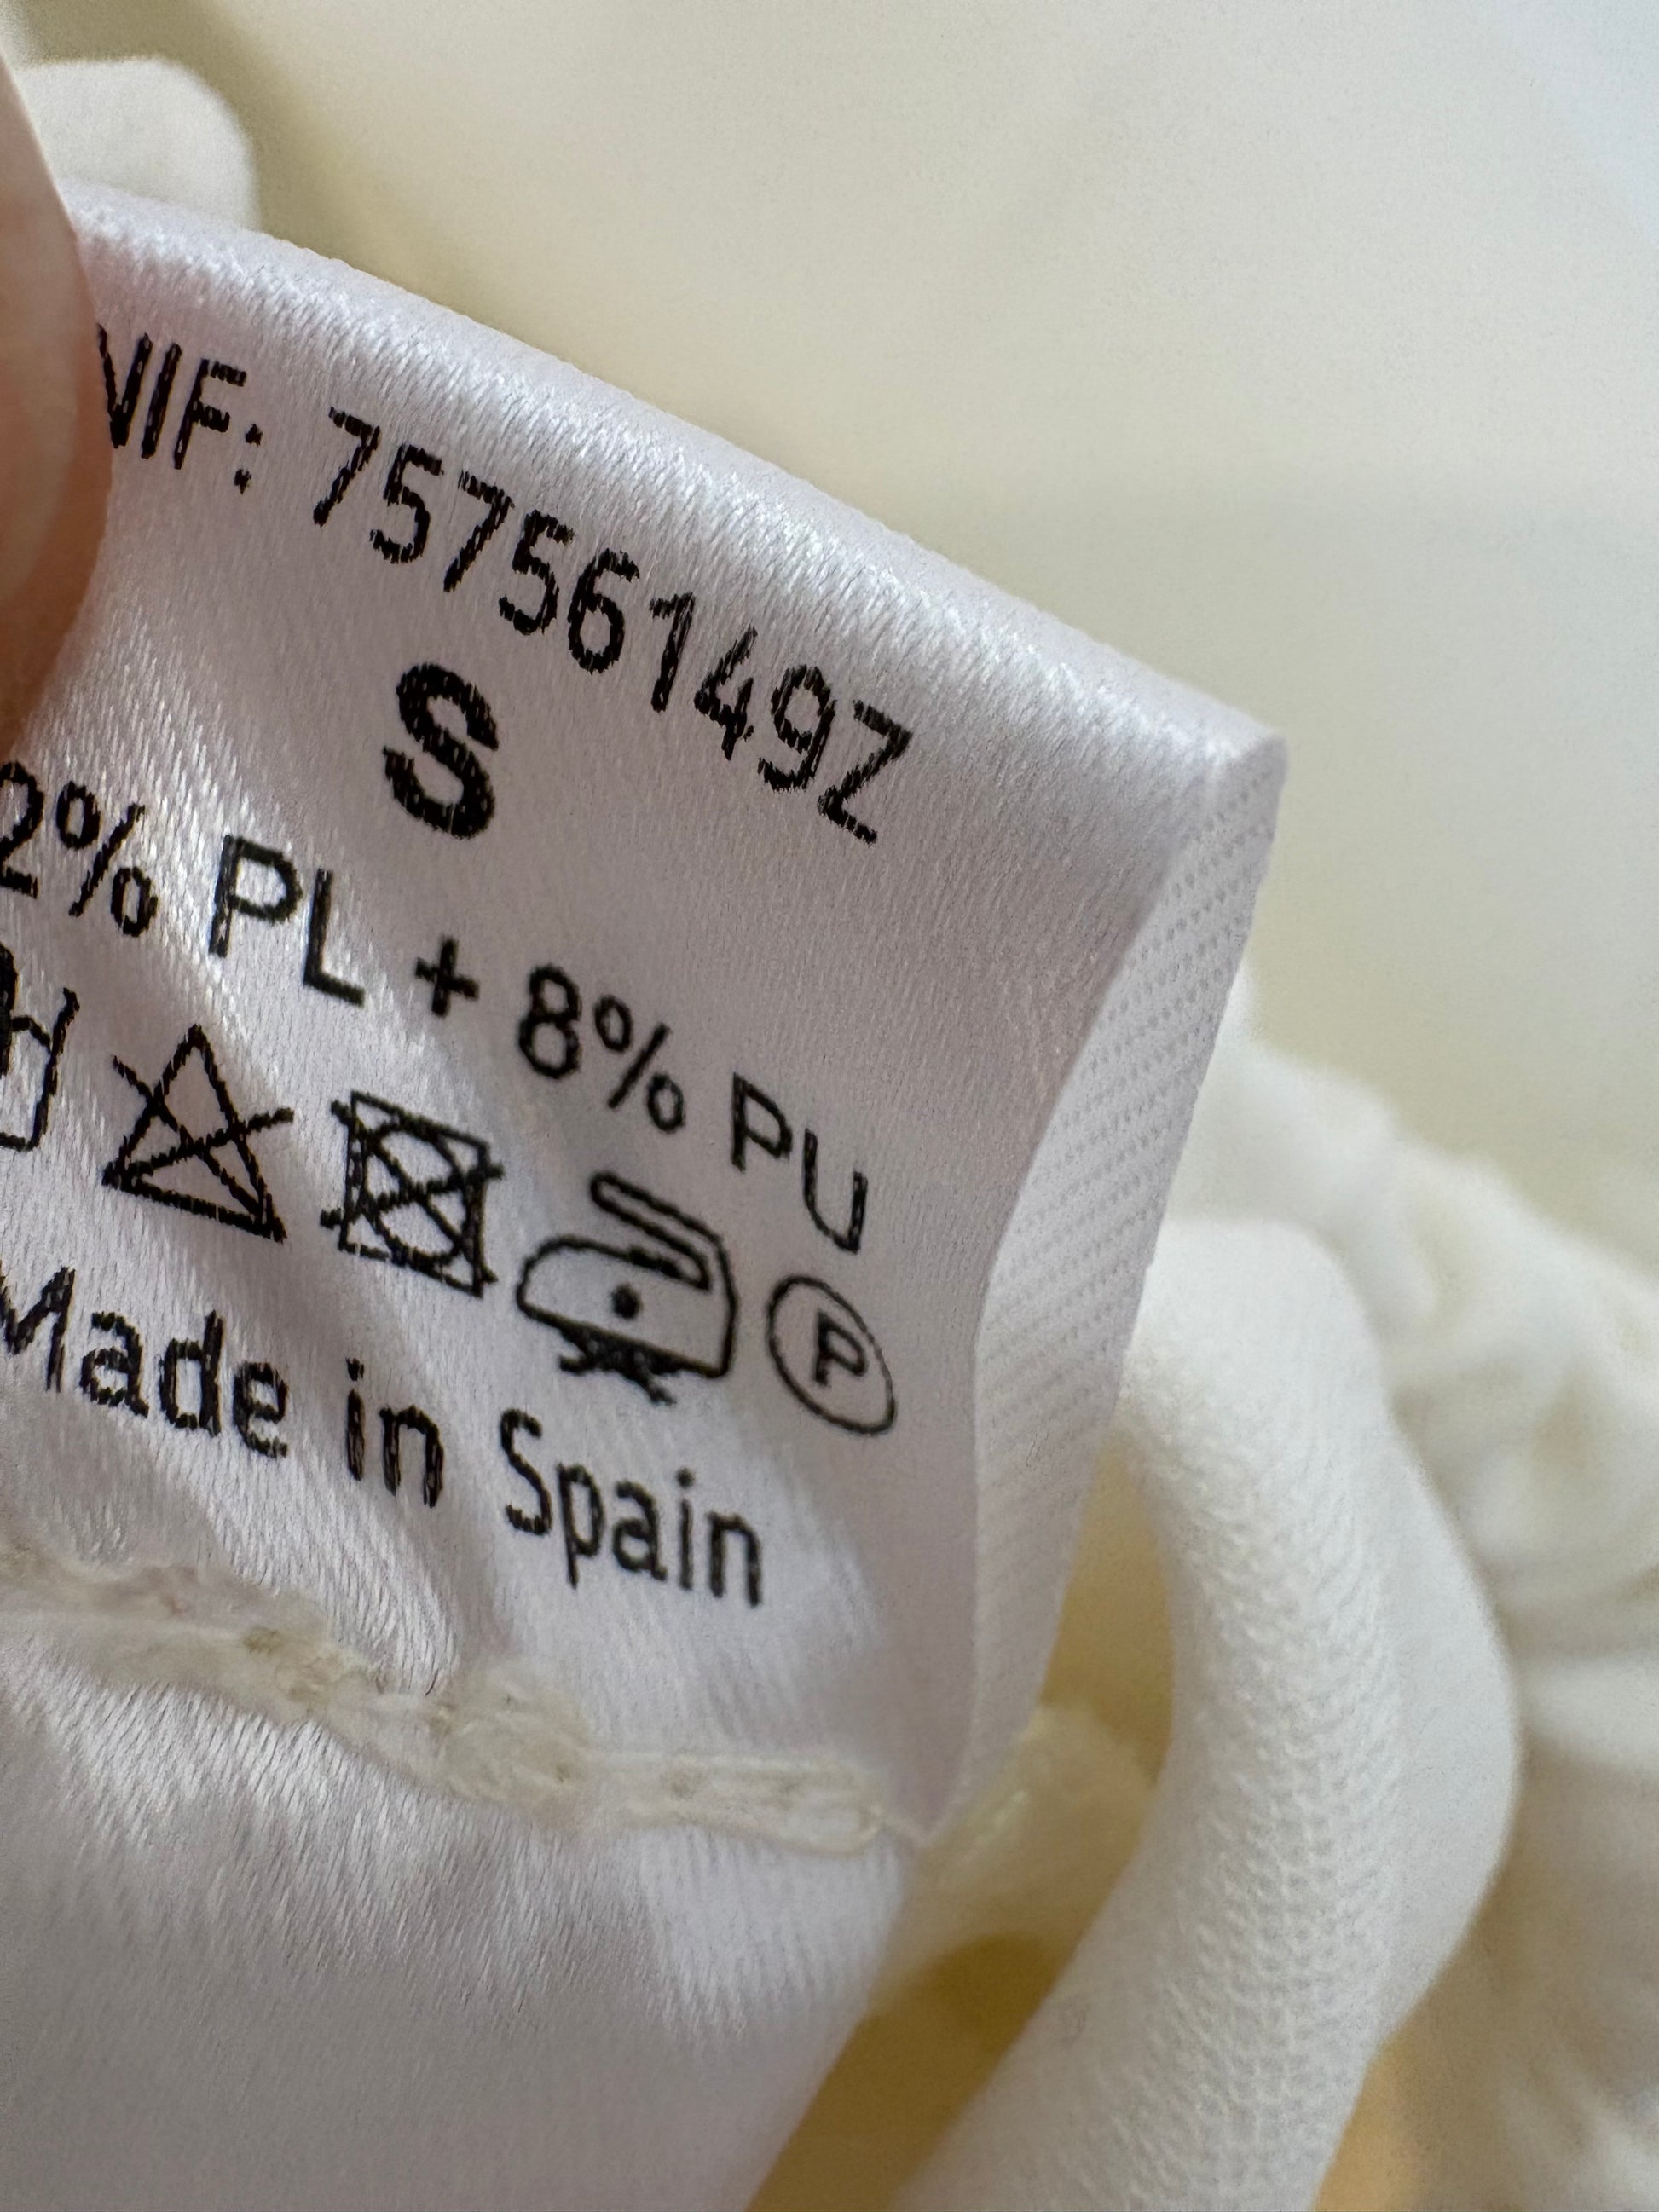 NIF: 75756149Z
S
2% PL + 8% PU
P
Made in Spain